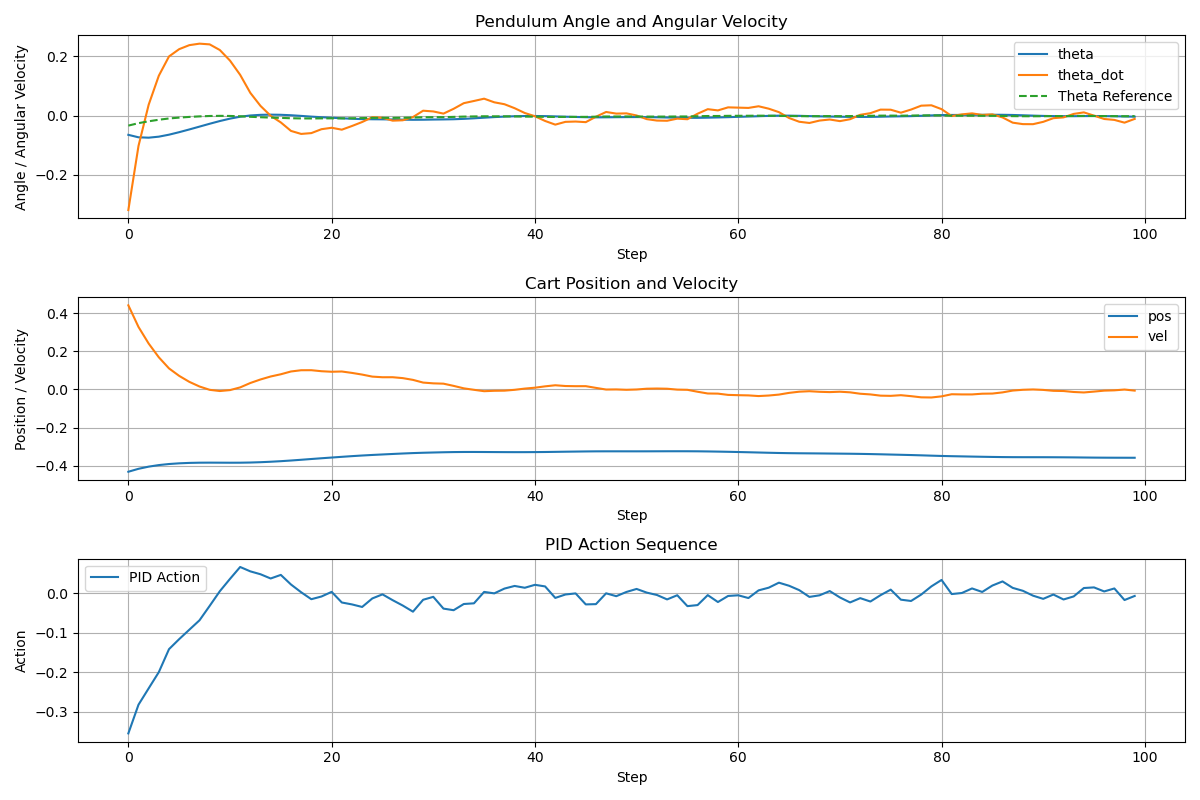 Pendulum Angle and Angular Velocity
Angle / Angular Velocity
0.2
0.0
−0.2
theta
theta_dot
Theta Reference
0 20 40 60 80 100
Step
Cart Position and Velocity
Position / Velocity
0.4
0.2
0.0
−0.2
−0.4
pos
vel
0 20 40 60 80 100
Step
PID Action Sequence
Action
0.0
−0.1
−0.2
−0.3
PID Action
0 20 40 60 80 100
Step